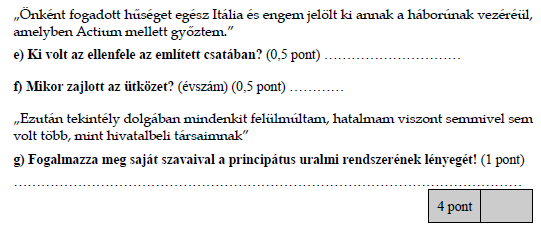 „Önként fogadott hűséget egész Itália és engem jelölt ki annak a háborúnak vezéréül,
amelyben Actium mellett győztem.”
e) Ki volt az ellenfele az említett csatában? (0,5 pont) ……………………………
f) Mikor zajlott az ütközet? (évszám) (0,5 pont) …………
„Ezután tekintély dolgában mindenkit felülmúltam, hatalmam viszont semmivel sem
volt több, mint hivatalbeli társaimnak”
g) Fogalmazza meg saját szavaival a principátus uralmi rendszerének lényegét! (1 pont)
……………………………………………………………………………………………………
4 pont